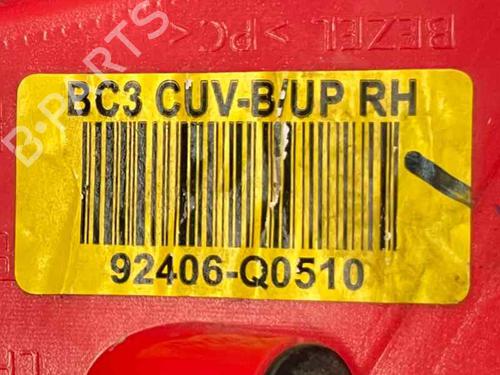 B-PARTS
BEZEL >PC<
BC3 CUV-B/UP RH
92406-Q0510